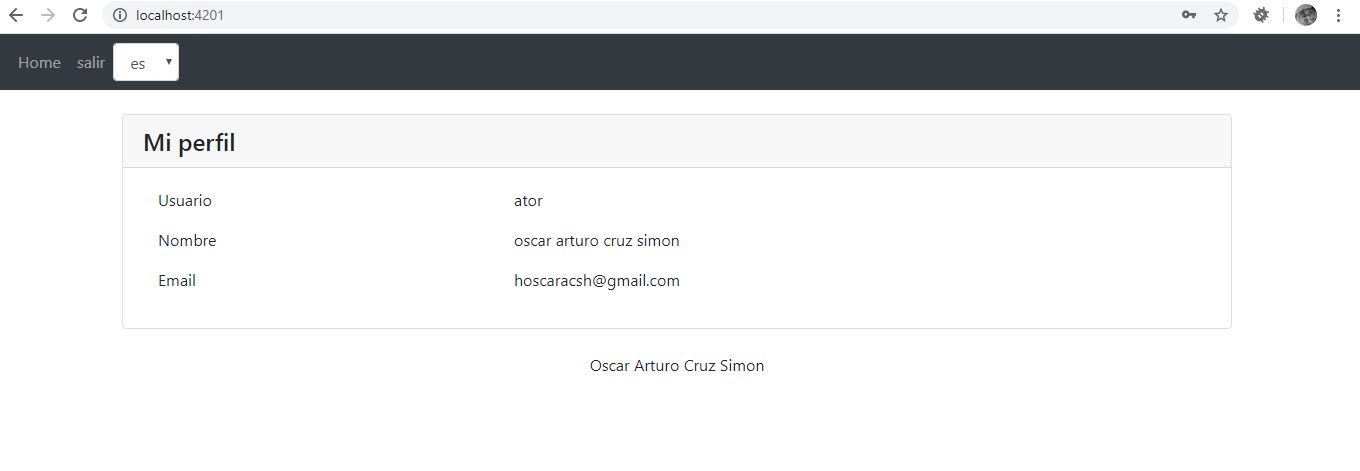 localhost:4201
Home salir es
Mi perfil
Usuario ator
Nombre oscar arturo cruz simon
Email hoscaracsh@gmail.com
Oscar Arturo Cruz Simon